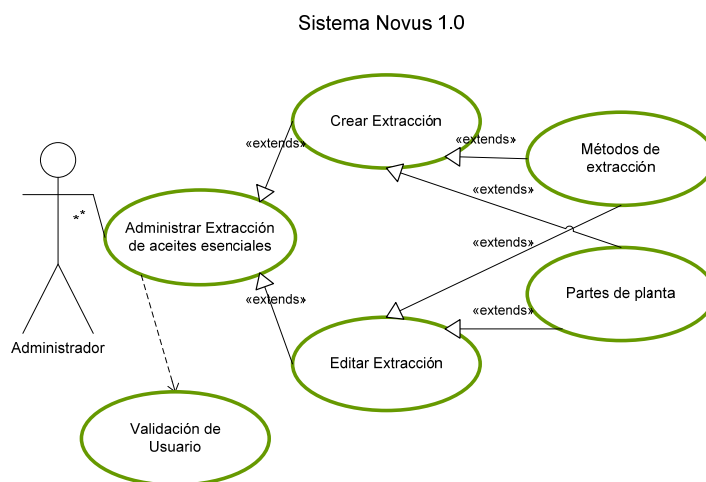 Sistema Novus 1.0
Crear Extracción
«extends»
«extends»
Métodos de
extracción
«extends»
* *
Administrar Extracción
de aceites esenciales
«extends»
«extends»
Partes de planta
«extends»
Administrador
Editar Extracción
Validación de
Usuario